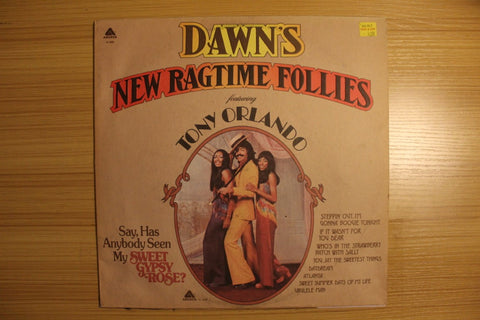 DAWN'S
NEW RAGTIME FOLLIES
featuring
TONY ORLANDO
Say, Has
Anybody Seen
My SWEET
GYPSY
ROSE?
STEPPIN' OUT, I'M
GONNA BOOGIE TONIGHT
IF IT WASN'T FOR
YOU DEAR
WHO'S IN THE STRAWBERRY
PATCH WITH SALLY
YOU SAY THE SWEETEST THINGS
DAYDREAM
SWEET SUMMER DAYS OF MY LIFE
UKULELE MAN